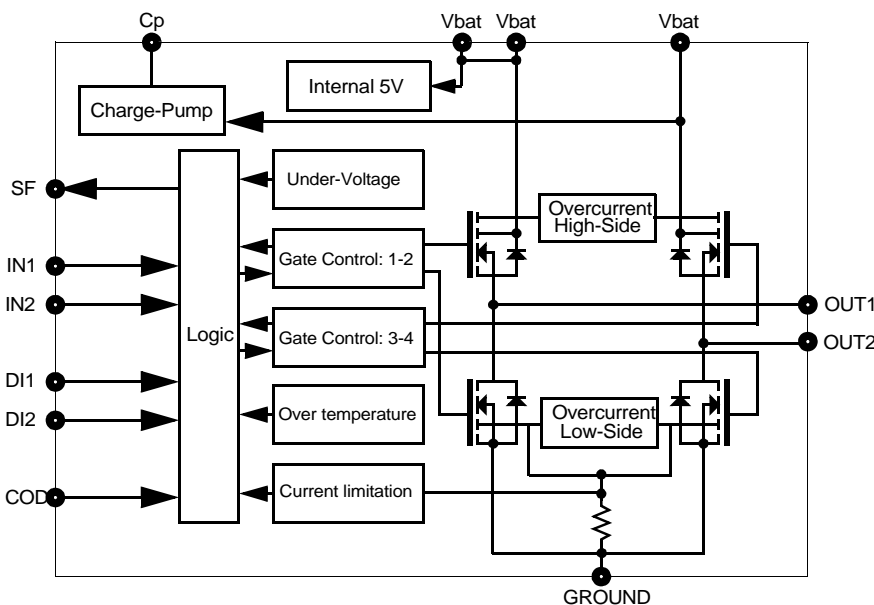 Cp
Vbat
Vbat
Vbat
Internal 5V
Charge-Pump
SF
Under-Voltage
Overcurrent
High-Side
IN1
Gate Control: 1-2
IN2
OUT1
Logic
Gate Control: 3-4
OUT2
DI1
DI2
Over temperature
Overcurrent
Low-Side
COD
Current limitation
GROUND